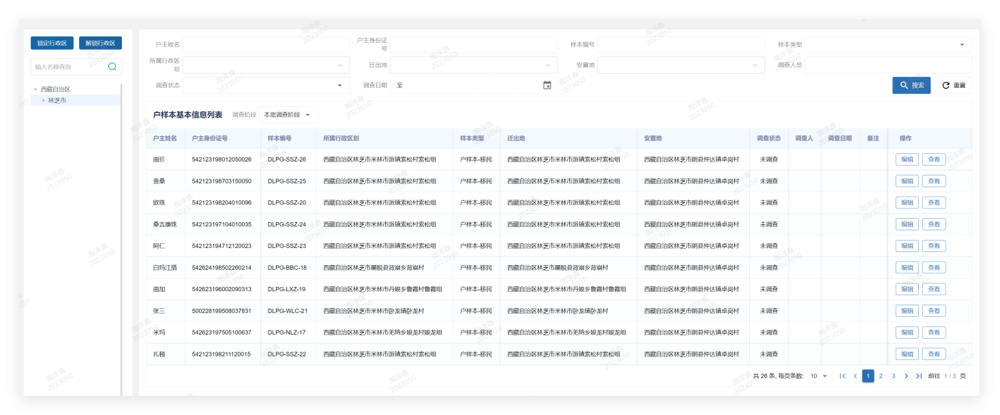 锁定行政区 解锁行政区
输入名称查询
西藏自治区
林芝市
户主姓名 户主身份证号 样本编号 样本类型
所属行政区划 迁出地 安置地 调查人员
调查状态 调查日期 至 搜索 重置
户样本基本信息列表 调查阶段 本底调查阶段
户主姓名 户主身份证号 样本编号 所属行政区划 样本类型 迁出地 安置地 调查状态 调查人 调查日期 备注 操作
曲珍 542123198012050026 DLPG-SSZ-26 西藏自治区林芝市米林市派镇索松村索松组 户样本-移民 西藏自治区林芝市米林市派镇索松村索松组 西藏自治区林芝市朗县仲达镇卓岗村 未调查 编辑 查看
贵桑 542123198703150050 DLPG-SSZ-25 西藏自治区林芝市米林市派镇索松村索松组 户样本-移民 西藏自治区林芝市米林市派镇索松村索松组 西藏自治区林芝市朗县仲达镇卓岗村 未调查 编辑 查看
欧珠 542123198204010096 DLPG-SSZ-20 西藏自治区林芝市米林市派镇索松村索松组 户样本-移民 西藏自治区林芝市米林市派镇索松村索松组 西藏自治区林芝市朗县仲达镇卓岗村 未调查 编辑 查看
桑吉康珠 542123197104010035 DLPG-SSZ-24 西藏自治区林芝市米林市派镇索松村索松组 户样本-移民 西藏自治区林芝市米林市派镇索松村索松组 西藏自治区林芝市朗县仲达镇卓岗村 未调查 编辑 查看
阿仁 542123194712120023 DLPG-SSZ-23 西藏自治区林芝市米林市派镇索松村索松组 户样本-移民 西藏自治区林芝市米林市派镇索松村索松组 西藏自治区林芝市朗县仲达镇卓岗村 未调查 编辑 查看
白玛江措 542624198502260214 DLPG-BBC-18 西藏自治区林芝市墨脱县背崩乡背崩村 户样本-移民 西藏自治区林芝市墨脱县背崩乡背崩村 西藏自治区林芝市朗县仲达镇卓岗村 未调查 编辑 查看
曲加 542623196002090313 DLPG-LXZ-19 西藏自治区林芝市米林市丹娘乡鲁霞村鲁霞组 户样本-移民 西藏自治区林芝市米林市丹娘乡鲁霞村鲁霞组 西藏自治区林芝市朗县仲达镇卓岗村 未调查 编辑 查看
张三 500228199508037831 DLPG-WLC-21 西藏自治区林芝市米林市卧龙镇卧龙村 户样本-移民 西藏自治区林芝市米林市卧龙镇卧龙村 西藏自治区林芝市朗县仲达镇卓岗村 未调查 编辑 查看
米玛 542623197505100637 DLPG-NLZ-17 西藏自治区林芝市米林市羌纳乡娘龙村娘龙组 户样本-移民 西藏自治区林芝市米林市羌纳乡娘龙村娘龙组 西藏自治区林芝市朗县仲达镇卓岗村 未调查 编辑 查看
扎顿 542123198211120015 DLPG-SSZ-22 西藏自治区林芝市米林市派镇索松村索松组 户样本-移民 西藏自治区林芝市米林市派镇索松村索松组 西藏自治区林芝市朗县仲达镇卓岗村 未调查 编辑 查看
共 26 条, 每页条数: 10 1 2 3 前往 1 / 3 页